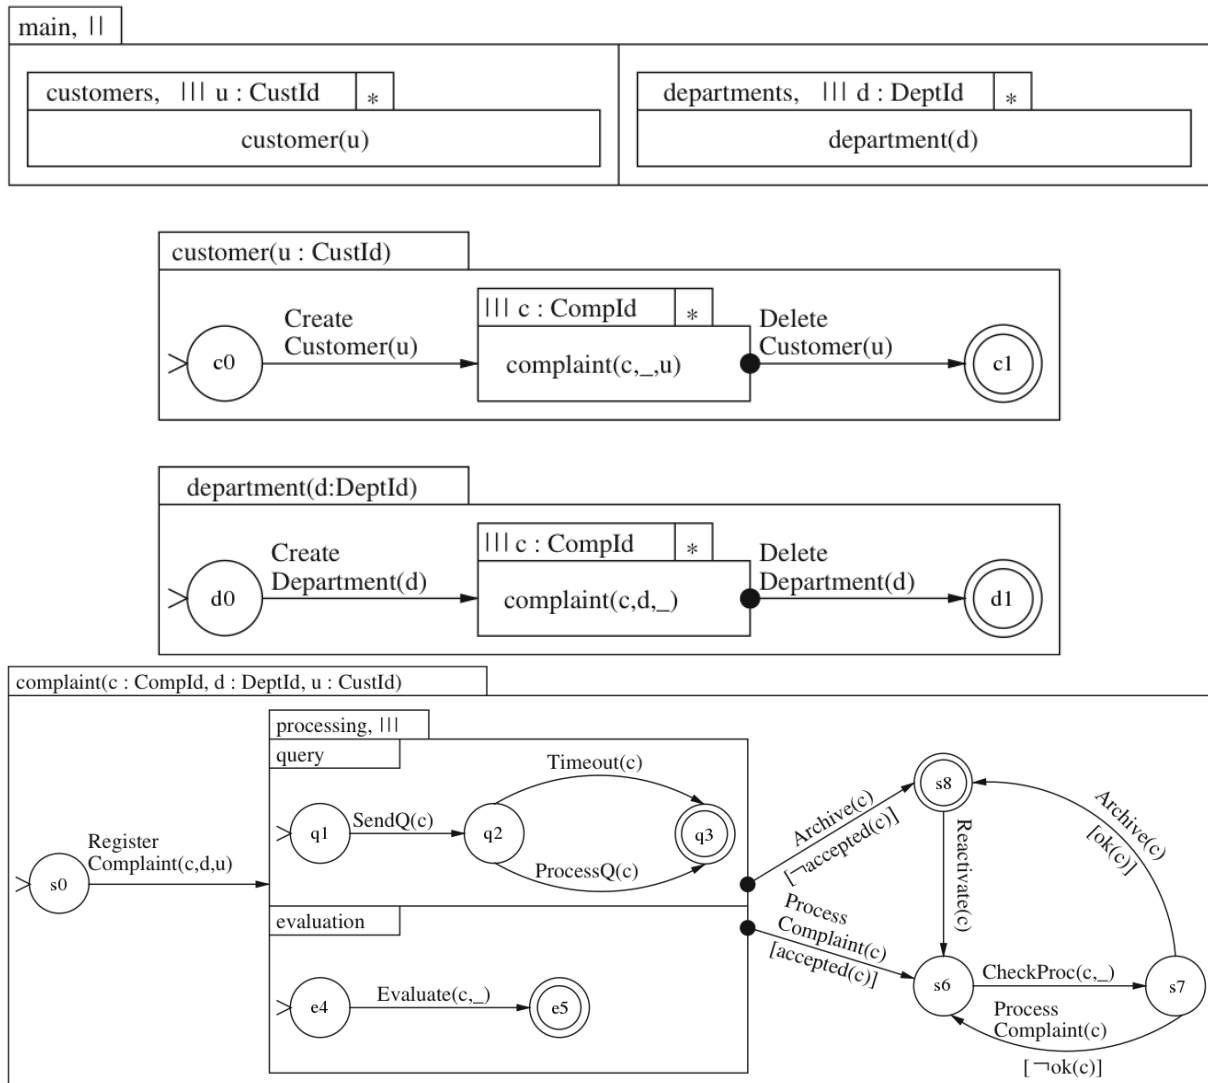 main, ||
customers, ||| u : CustId *
customer(u)
departments, ||| d : DeptId *
department(d)
customer(u : CustId)
c0
Create
Customer(u)
||| c : CompId *
complaint(c,_,u)
Delete
Customer(u)
c1
department(d:DeptId)
d0
Create
Department(d)
||| c : CompId *
complaint(c,d,_)
Delete
Department(d)
d1
complaint(c : CompId, d : DeptId, u : CustId)
s0
Register
Complaint(c,d,u)
processing, |||
query
q1
SendQ(c)
q2
Timeout(c)
ProcessQ(c)
q3
evaluation
e4
Evaluate(c,_)
e5
Archive(c)
[¬accepted(c)]
Process
Complaint(c)
[accepted(c)]
s8
Reactivate(c)
Archive(c)
[ok(c)]
s6
CheckProc(c,_)
s7
Process
Complaint(c)
[¬ok(c)]